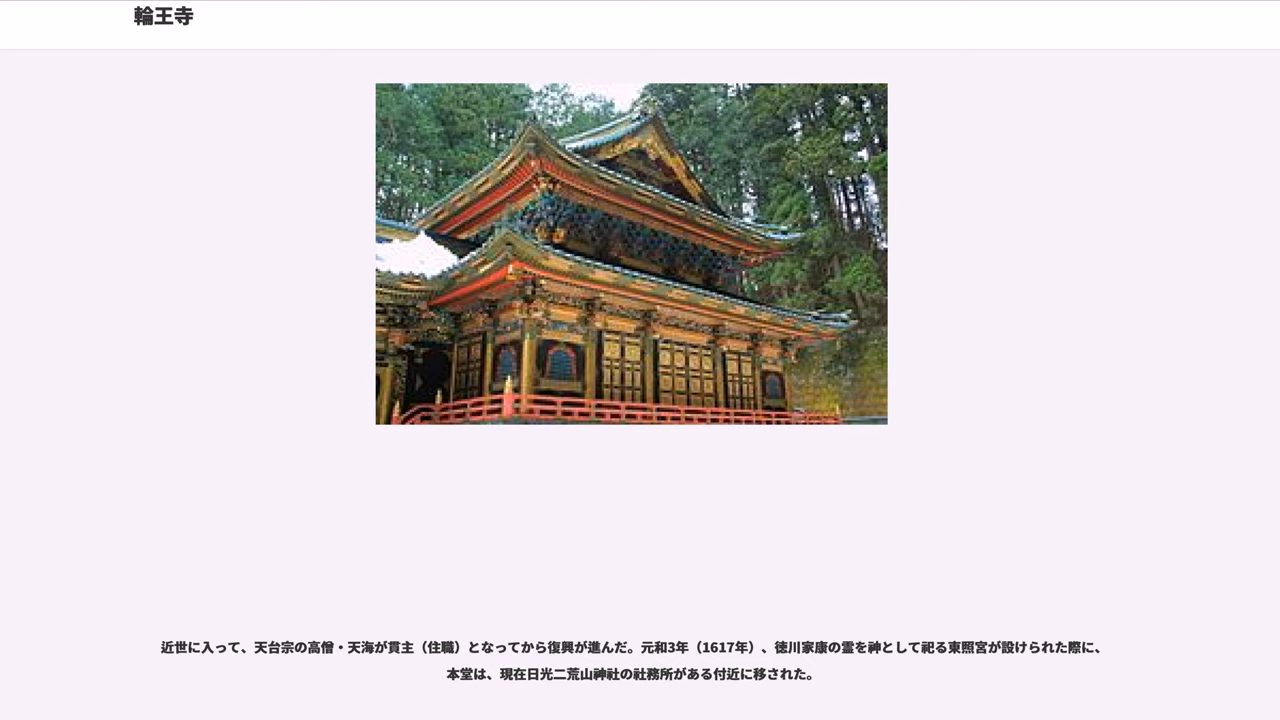 輪王寺
近世に入って、天台宗の高僧・天海が貫主（住職）となってから復興が進んだ。元和3年（1617年）、徳川家康の霊を神として祀る東照宮が設けられた際に、
本堂は、現在日光二荒山神社の社務所がある付近に移された。